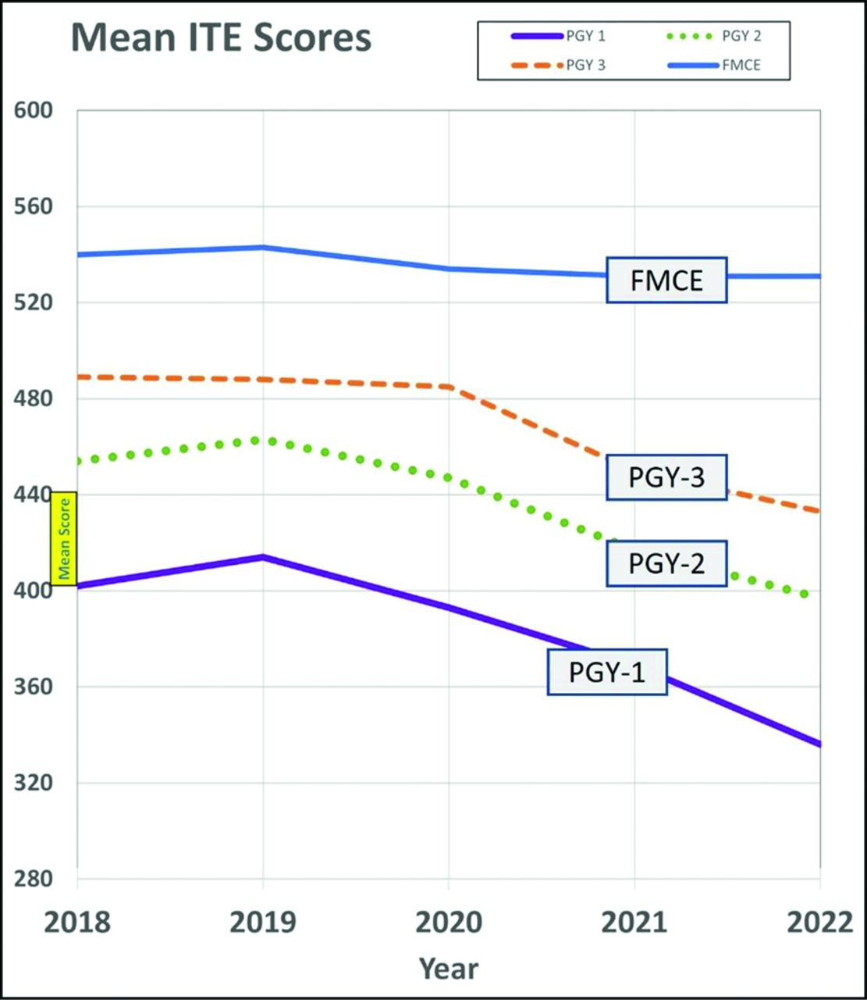 Mean ITE Scores
PGY 1
PGY 2
PGY 3
FMCE
600
560
520
480
440
400
360
320
280
Mean Score
FMCE
PGY-3
PGY-2
PGY-1
2018 2019 2020 2021 2022
Year